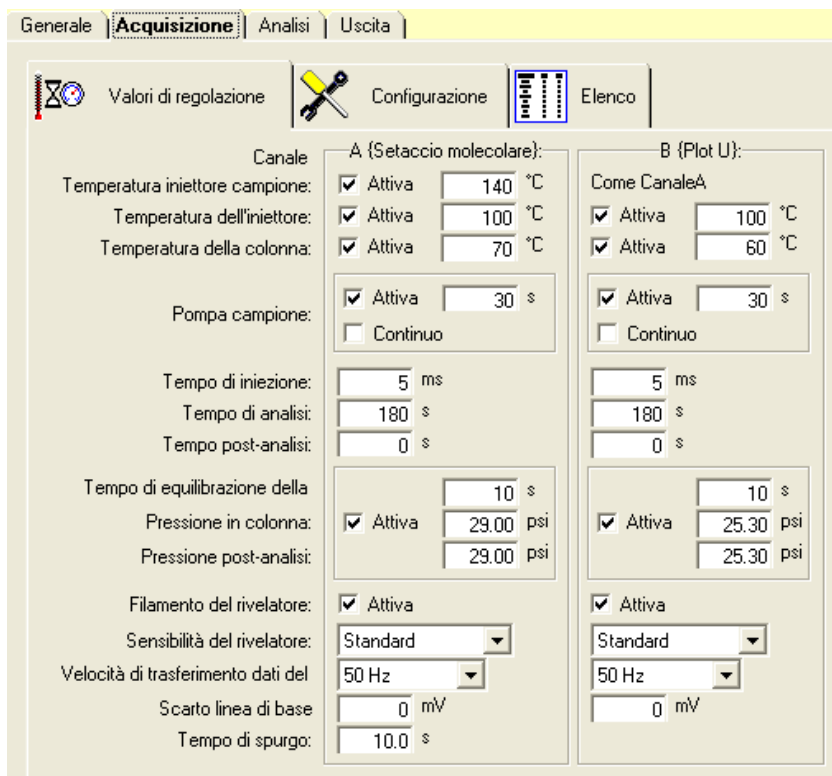 Generale Acquisizione Analisi Uscita
Valori di regolazione Configurazione Elenco
Canale A {Setaccio molecolare}: B {Plot U}:
Temperatura iniettore campione: Attiva 140 °C Come CanaleA
Temperatura dell'iniettore: Attiva 100 °C Attiva 100 °C
Temperatura della colonna: Attiva 70 °C Attiva 60 °C
Pompa campione: Attiva 30 s Attiva 30 s
Continuo Continuo
Tempo di iniezione: 5 ms 5 ms
Tempo di analisi: 180 s 180 s
Tempo post-analisi: 0 s 0 s
Tempo di equilibrazione della 10 s 10 s
Pressione in colonna: Attiva 29.00 psi Attiva 25.30 psi
Pressione post-analisi: 29.00 psi 25.30 psi
Filamento del rivelatore: Attiva Attiva
Sensibilità del rivelatore: Standard Standard
Velocità di trasferimento dati del 50 Hz 50 Hz
Scarto linea di base 0 mV 0 mV
Tempo di spurgo: 10.0 s